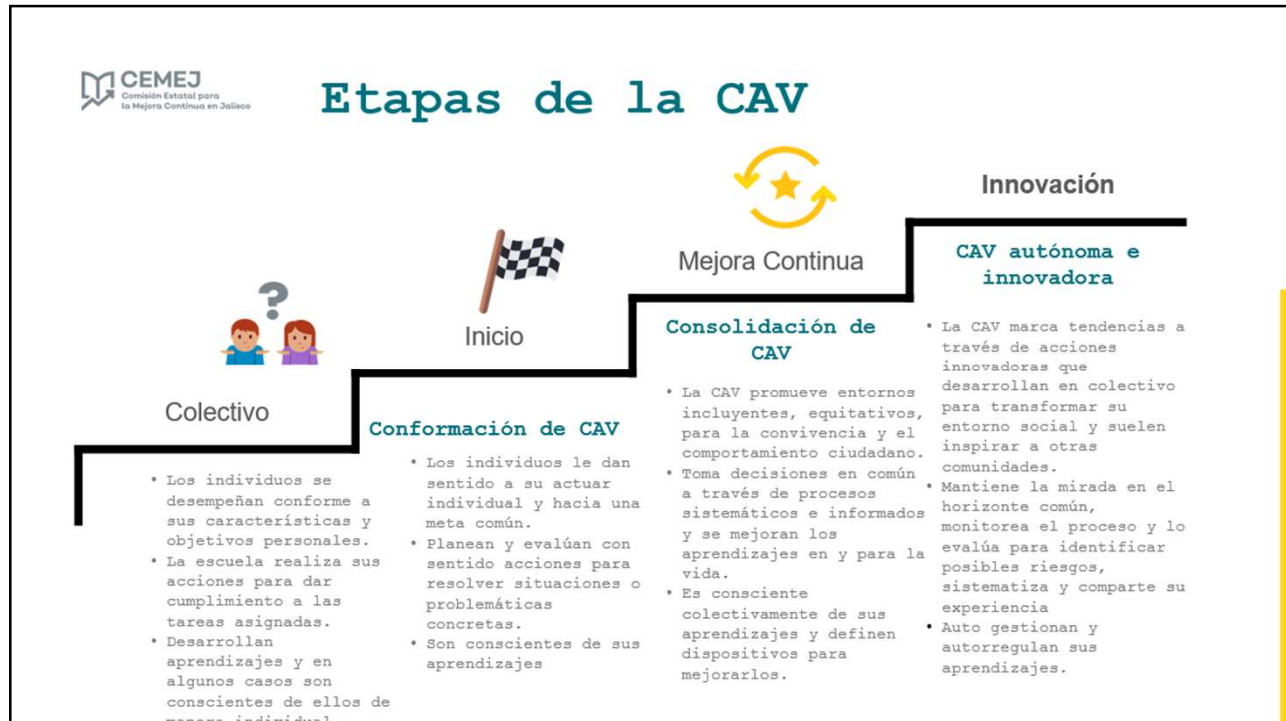 CEMEJ
Comisión Estatal para
la Mejora Continua en Jalisco
Etapas de la CAV
Colectivo
• Los individuos se
desempeñan conforme a
sus características y
objetivos personales.
• La escuela realiza sus
acciones para dar
cumplimiento a las
tareas asignadas.
• Desarrollan
aprendizajes y en
algunos casos son
conscientes de ellos de
manera individual.
Inicio
Conformación de CAV
• Los individuos le dan
sentido a su actuar
individual y hacia una
meta común.
• Planean y evalúan con
sentido acciones para
resolver situaciones o
problemáticas
concretas.
• Son conscientes de sus
aprendizajes
Mejora Continua
Consolidación de
CAV
• La CAV promueve entornos
incluyentes, equitativos,
para la convivencia y el
comportamiento ciudadano.
• Toma decisiones en común
a través de procesos
sistemáticos e informados
y se mejoran los
aprendizajes en y para la
vida.
• Es consciente
colectivamente de sus
aprendizajes y definen
dispositivos para
mejorarlos.
Innovación
CAV autónoma e
innovadora
• La CAV marca tendencias a
través de acciones
innovadoras que
desarrollan en colectivo
para transformar su
entorno social y suelen
inspirar a otras
comunidades.
• Mantiene la mirada en el
horizonte común,
monitorea el proceso y lo
evalúa para identificar
posibles riesgos,
sistematiza y comparte su
experiencia
• Auto gestionan y
autorregulan sus
aprendizajes.